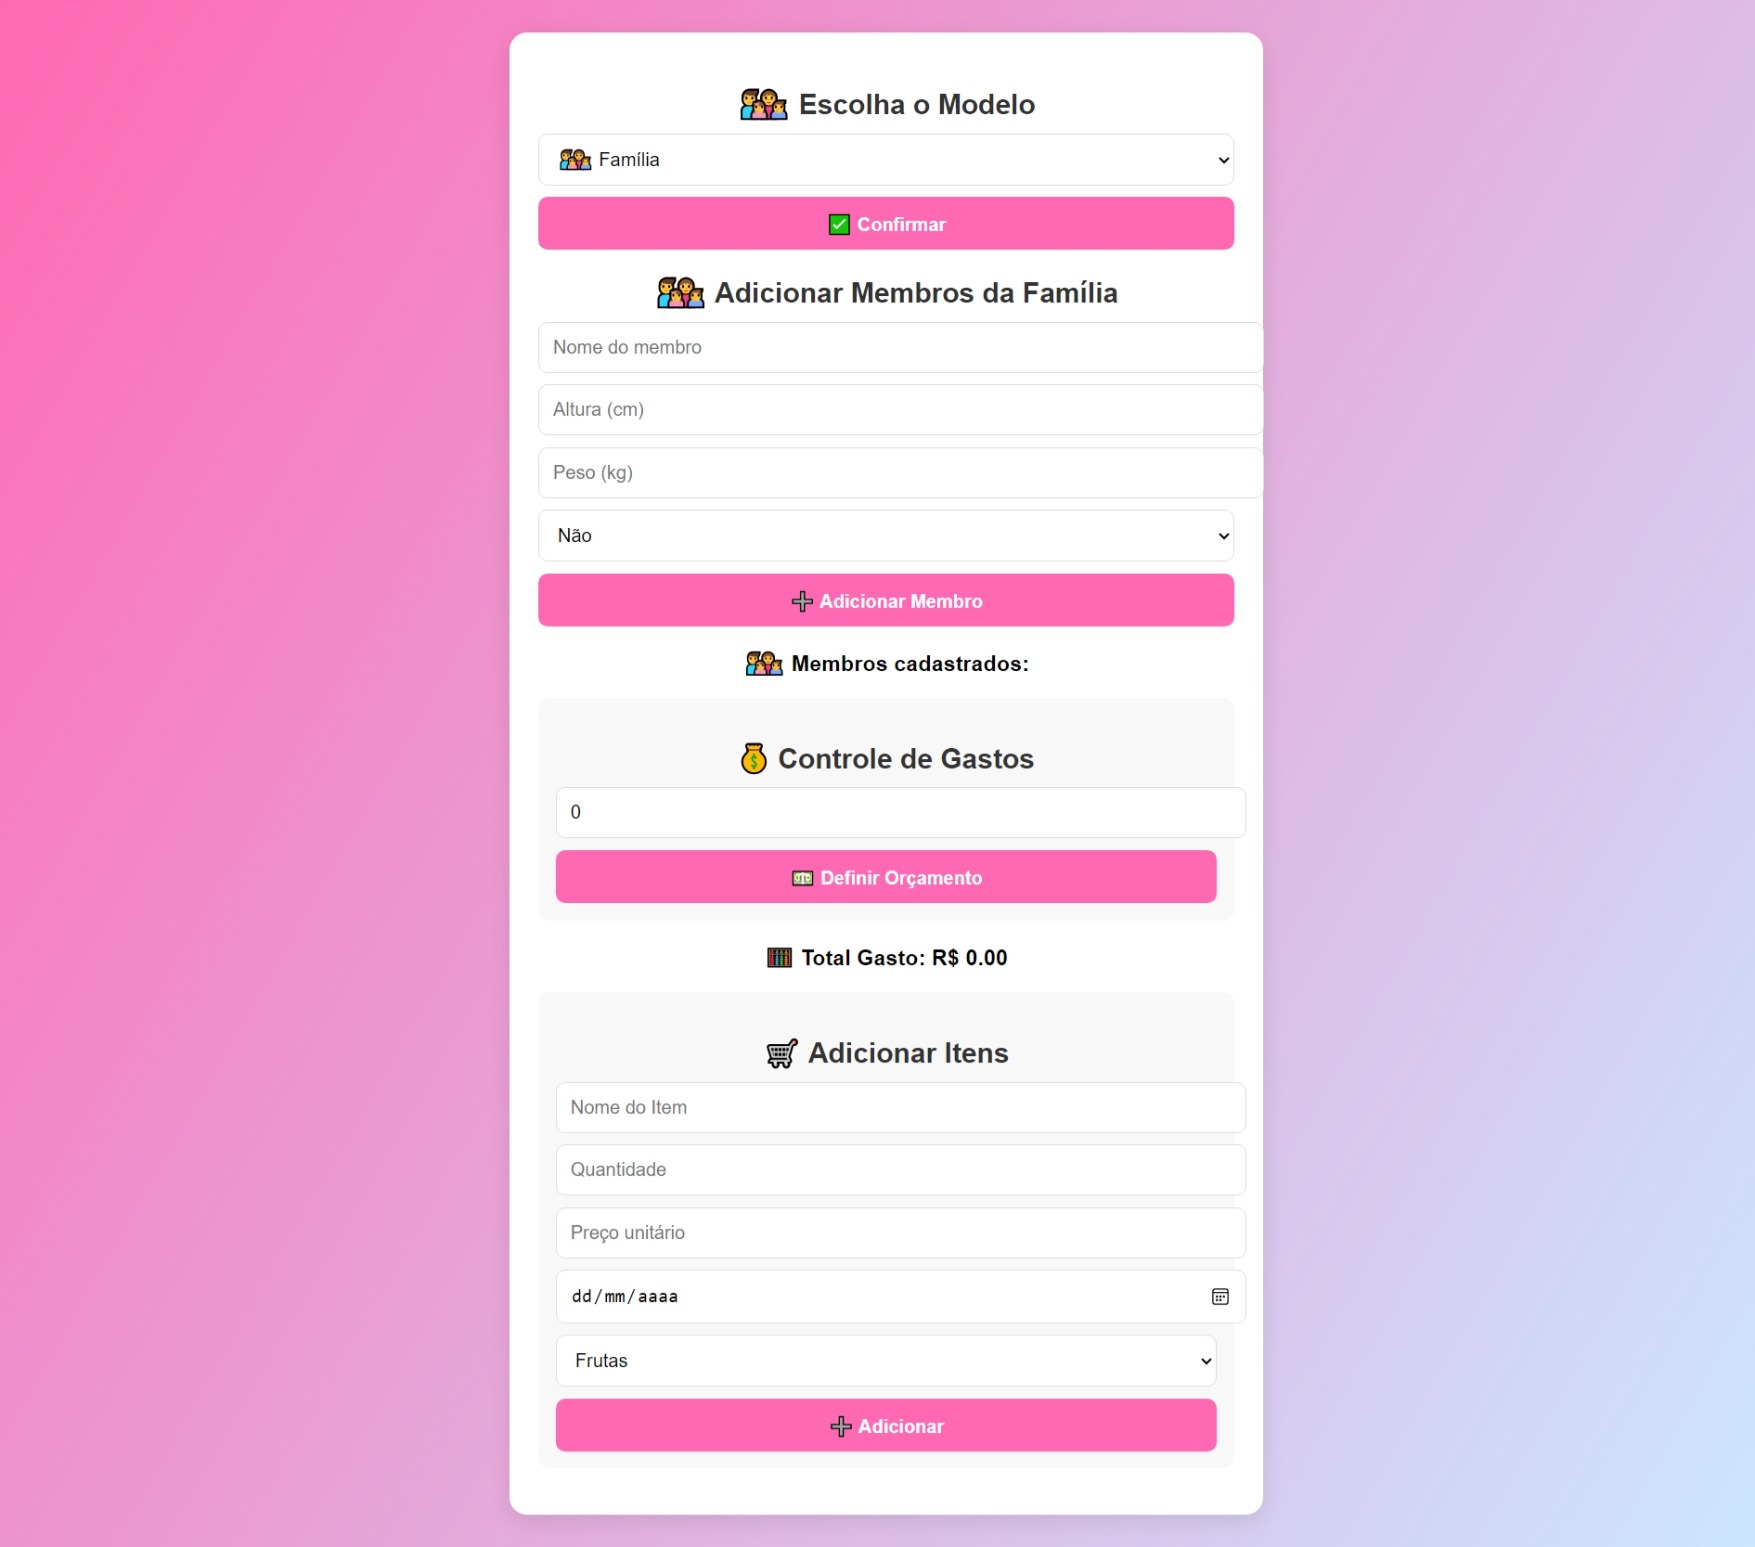 Escolha o Modelo
Família
Confirmar
Adicionar Membros da Família
Nome do membro
Altura (cm)
Peso (kg)
Não
Adicionar Membro
Membros cadastrados:
Controle de Gastos
0
Definir Orçamento
Total Gasto: R$ 0.00
Adicionar Itens
Nome do Item
Quantidade
Preço unitário
dd/mm/aaaa
Frutas
Adicionar